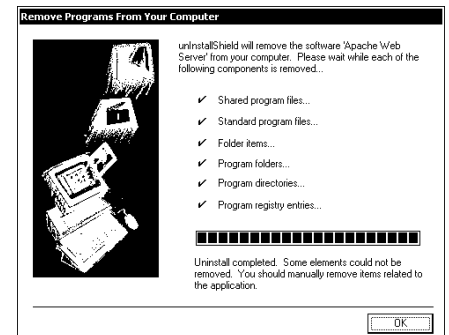 Remove Programs From Your Computer
unInstallShield will remove the software 'Apache Web
Server' from your computer. Please wait while each of the
following components is removed...
✔ Shared program files...
✔ Standard program files...
✔ Folder items...
✔ Program folders...
✔ Program directories...
✔ Program registry entries...
Uninstall completed. Some elements could not be
removed. You should manually remove items related to
the application.
OK